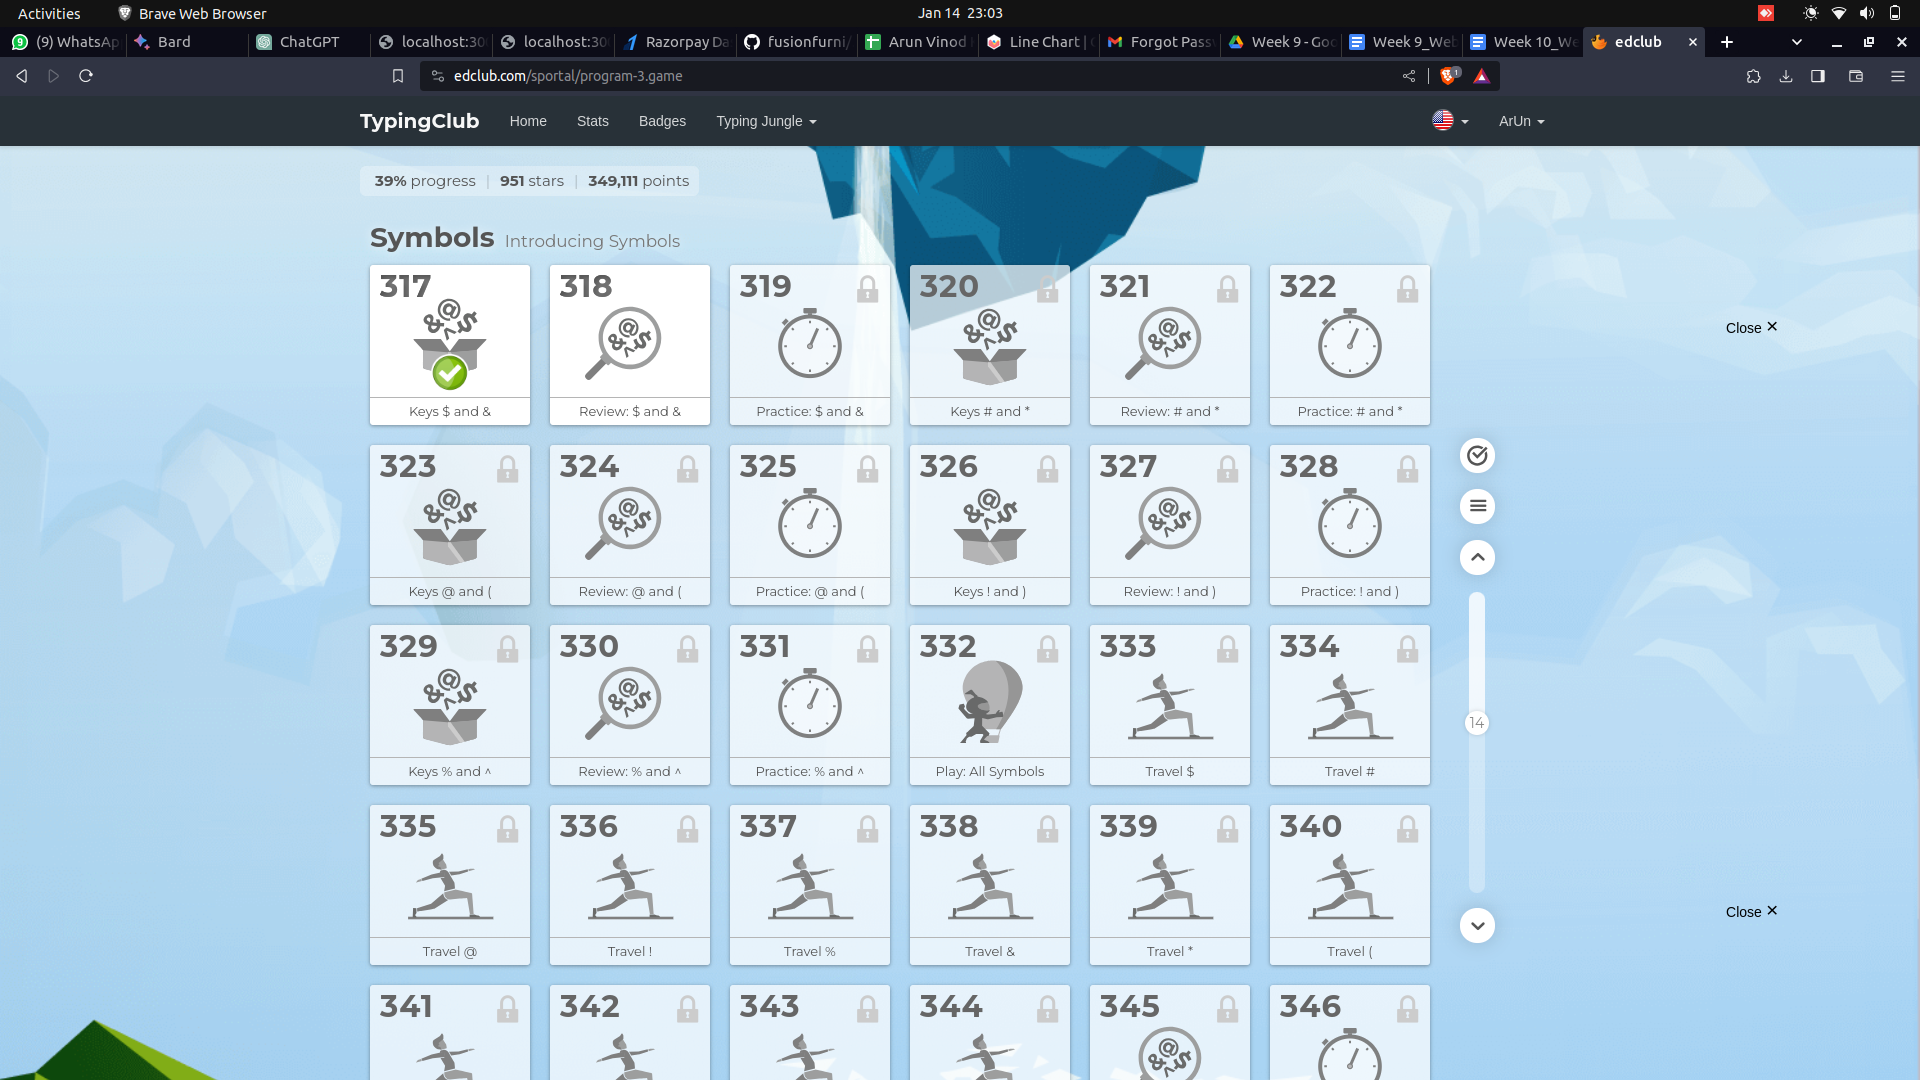 Activities Brave Web Browser Jan 14 23:03
(9) WhatsAp Bard ChatGPT localhost:30 localhost:30 Razorpay Da fusionfurni/ Arun Vinod Line Chart | Forgot Pass Week 9 - Goo Week 9_Web Week 10_We edclub
edclub.com/sportal/program-3.game
TypingClub Home Stats Badges Typing Jungle ArUn
39% progress | 951 stars | 349,111 points
Symbols Introducing Symbols
317 318 319 320 321 322
Keys $ and & Review: $ and & Practice: $ and & Keys # and * Review: # and * Practice: # and *
Close ✕
323 324 325 326 327 328
Keys @ and ( Review: @ and ( Practice: @ and ( Keys ! and ) Review: ! and ) Practice: ! and )
329 330 331 332 333 334
14
Keys % and ^ Review: % and ^ Practice: % and ^ Play: All Symbols Travel $ Travel #
335 336 337 338 339 340
Close ✕
Travel @ Travel ! Travel % Travel & Travel * Travel (
341 342 343 344 345 346